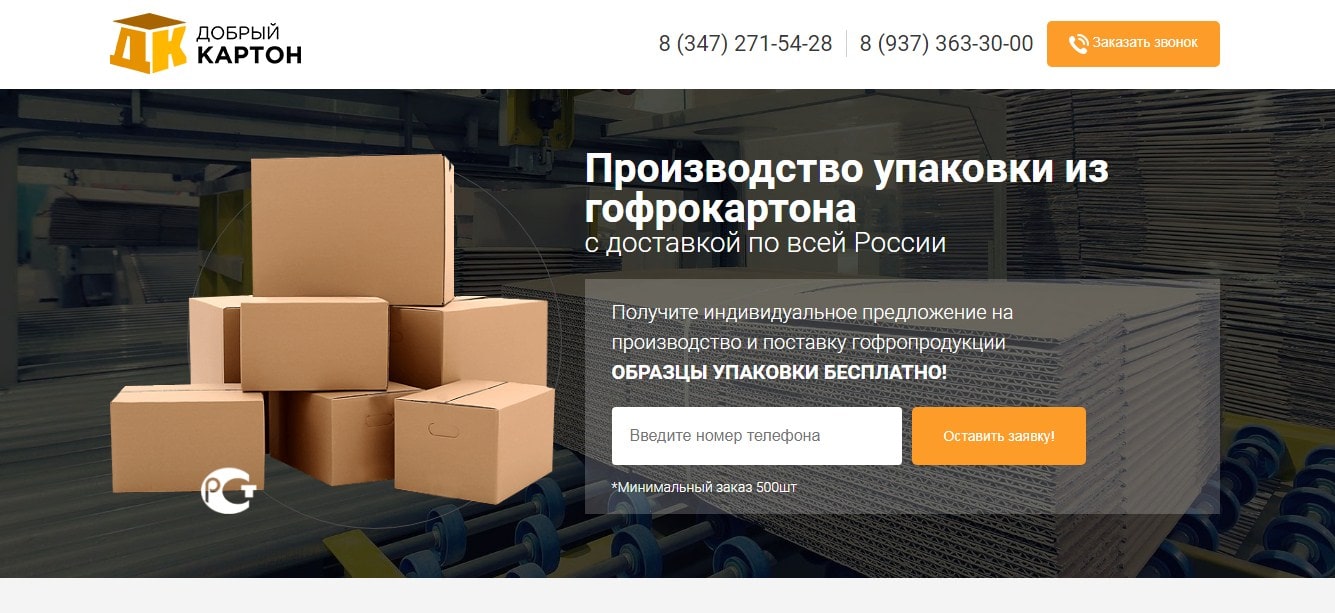 ДК
ДОБРЫЙ
КАРТОН
8 (347) 271-54-28
8 (937) 363-30-00
Заказать звонок
Производство упаковки из
гофрокартона
с доставкой по всей России
Получите индивидуальное предложение на
производство и поставку гофропродукции
ОБРАЗЦЫ УПАКОВКИ БЕСПЛАТНО!
Введите номер телефона
Оставить заявку!
*Минимальный заказ 500шт
РСТ